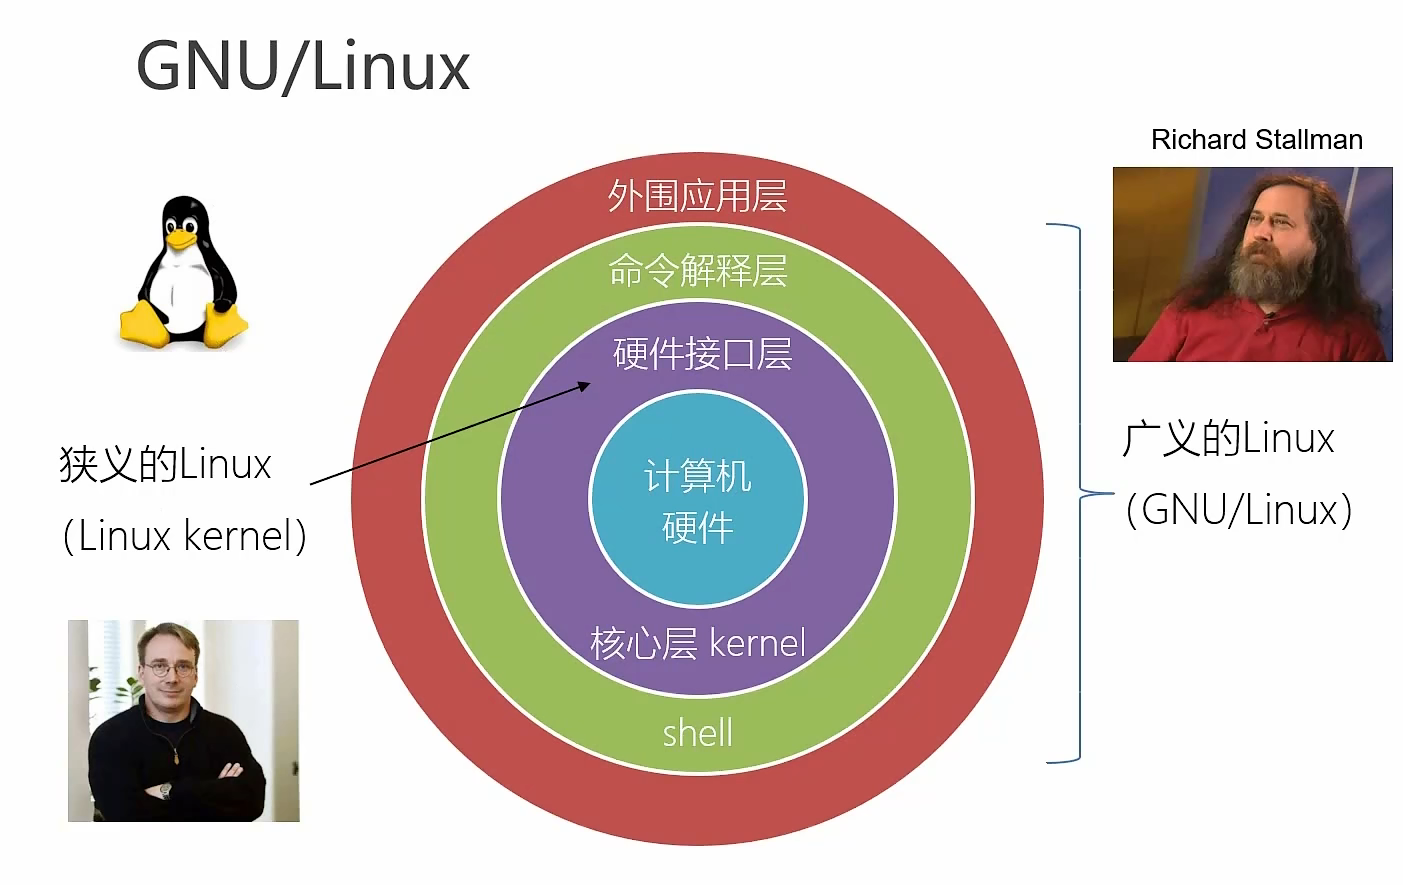 GNU/Linux
Richard Stallman
外围应用层
命令解释层
硬件接口层
计算机
硬件
核心层 kernel
shell
狭义的Linux
（Linux kernel）
广义的Linux
（GNU/Linux）